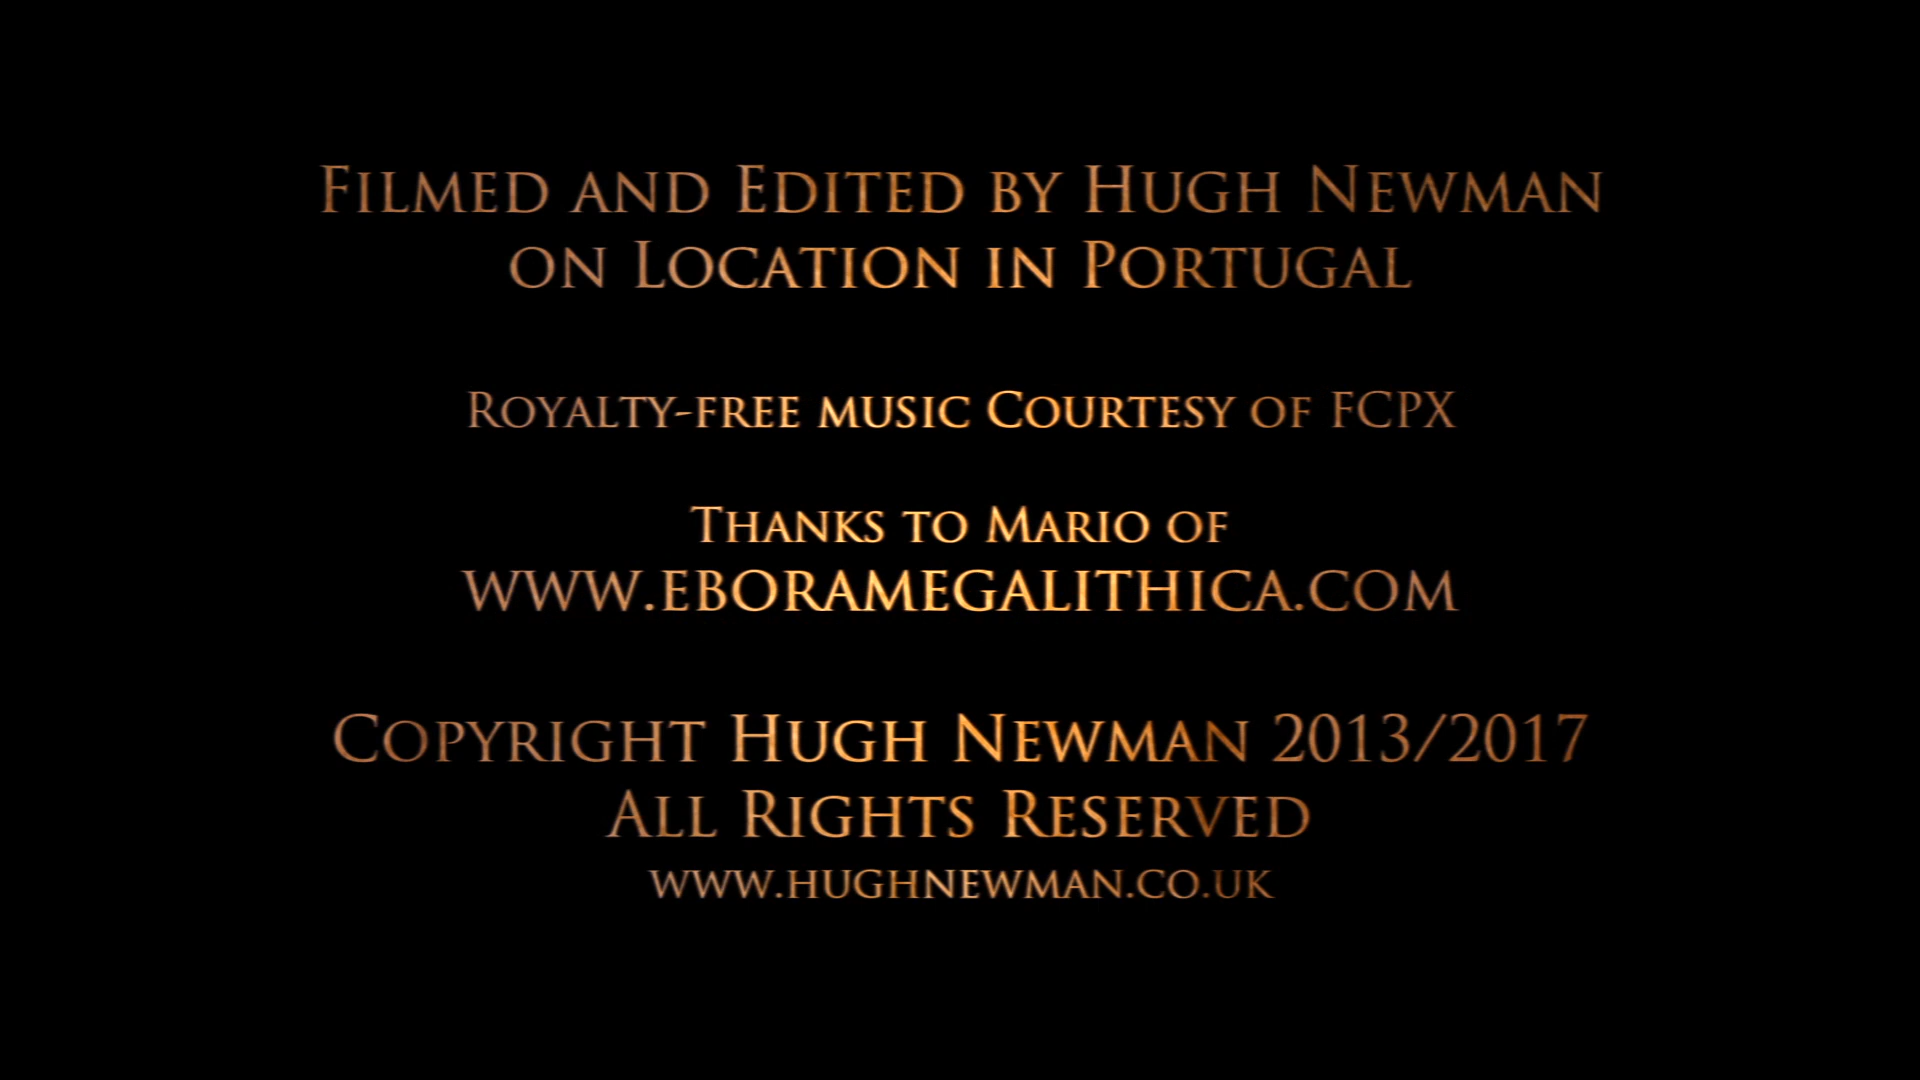 Filmed and Edited by Hugh Newman
on Location in Portugal
Royalty-free music Courtesy of FCPX
Thanks to Mario of
www.eboramegalithica.com
Copyright Hugh Newman 2013/2017
All Rights Reserved
www.hughnewman.co.uk